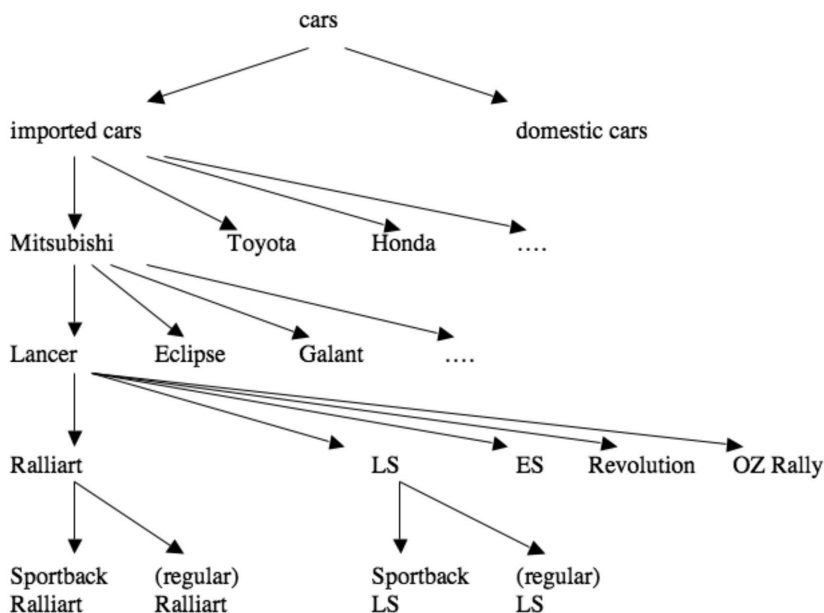 cars
imported cars domestic cars
Mitsubishi Toyota Honda ....
Lancer Eclipse Galant ....
Ralliart LS ES Revolution OZ Rally
Sportback (regular) Sportback (regular)
Ralliart Ralliart LS LS